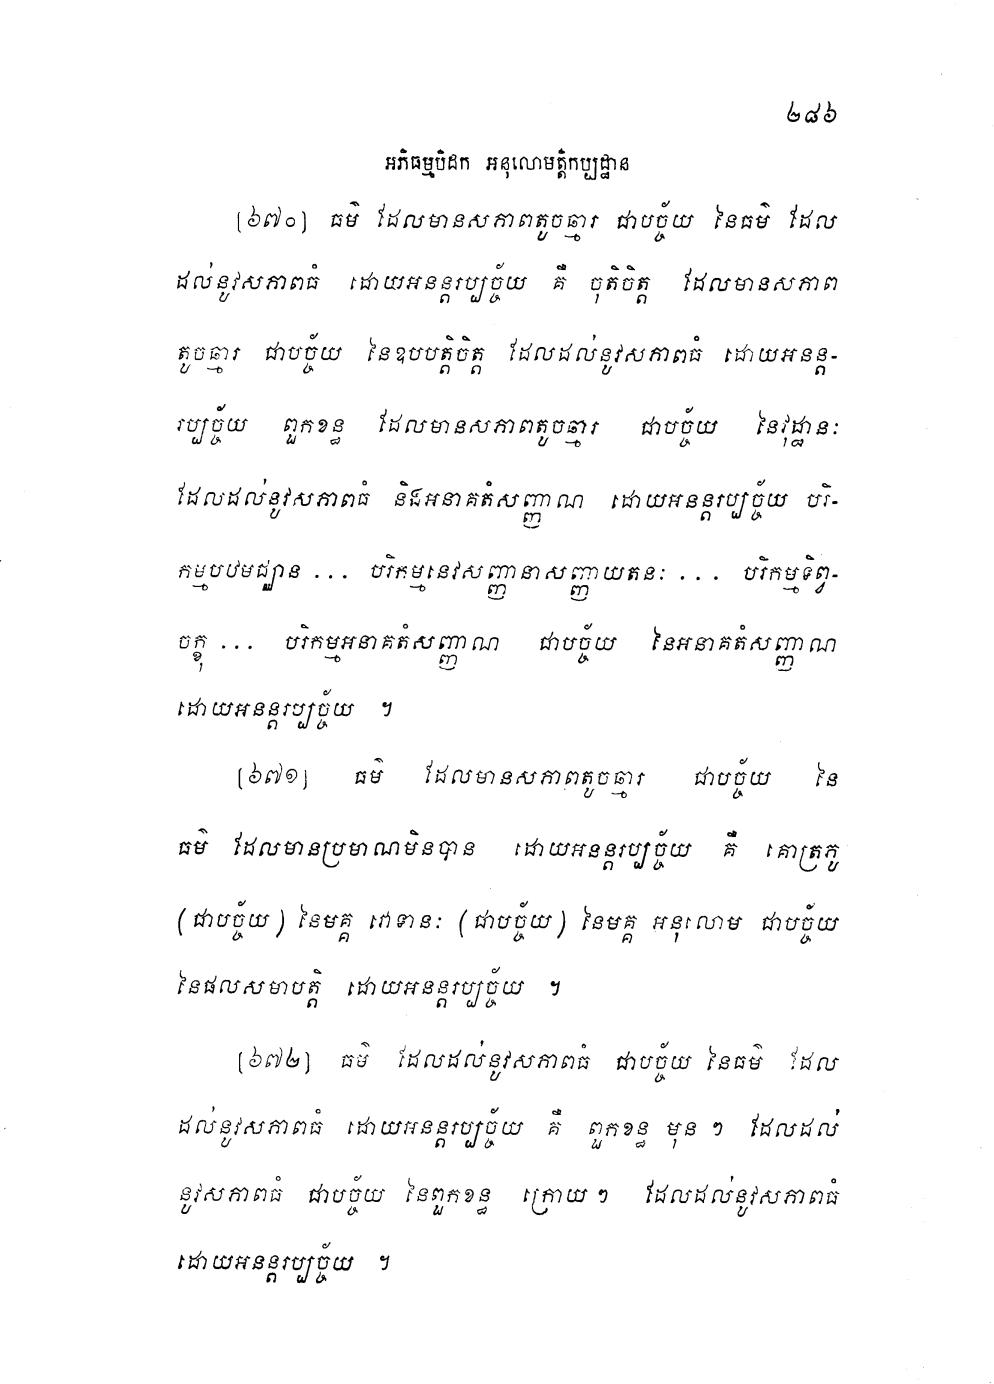 ២៨៦
អភិធម្មបិដក អនុលោមត្តិកប្បដ្ឋាន
[៦៧០] ធម៌ ដែលមានសភាពតូចឆ្មារ ជាបច្ច័យ នៃធម៌ ដែល
ដល់នូវសភាពធំ ដោយអនន្តរប្បច្ច័យ គឺ ចុតិចិត្ត ដែលមានសភាព
តូចឆ្មារ ជាបច្ច័យ នៃឧបបត្តិចិត្ត ដែលដល់នូវសភាពធំ ដោយអនន្ត-
រប្បច្ច័យ ពួកខន្ធ ដែលមានសភាពតូចឆ្មារ ជាបច្ច័យ នៃវុដ្ឋានៈ
ដែលដល់នូវសភាពធំ និងអនាគតំសញ្ញាណ ដោយអនន្តរប្បច្ច័យ បរិ-
កម្មបឋមជ្ឈាន ... បរិកម្មនេវសញ្ញានាសញ្ញាយតនៈ ... បរិកម្មទិព្វ-
ចក្ខុ ... បរិកម្មអនាគតំសញ្ញាណ ជាបច្ច័យ នៃអនាគតំសញ្ញាណ
ដោយអនន្តរប្បច្ច័យ ។
[៦៧១] ធម៌ ដែលមានសភាពតូចឆ្មារ ជាបច្ច័យ នៃ
ធម៌ ដែលមានប្រមាណមិនបាន ដោយអនន្តរប្បច្ច័យ គឺ គោត្រភូ
(ជាបច្ច័យ) នៃមគ្គ វោទានៈ (ជាបច្ច័យ) នៃមគ្គ អនុលោម ជាបច្ច័យ
នៃផលសមាបត្តិ ដោយអនន្តរប្បច្ច័យ ។
[៦៧២] ធម៌ ដែលដល់នូវសភាពធំ ជាបច្ច័យ នៃធម៌ ដែល
ដល់នូវសភាពធំ ដោយអនន្តរប្បច្ច័យ គឺ ពួកខន្ធ មុន ៗ ដែលដល់
នូវសភាពធំ ជាបច្ច័យ នៃពួកខន្ធ ក្រោយ ៗ ដែលដល់នូវសភាពធំ
ដោយអនន្តរប្បច្ច័យ ។